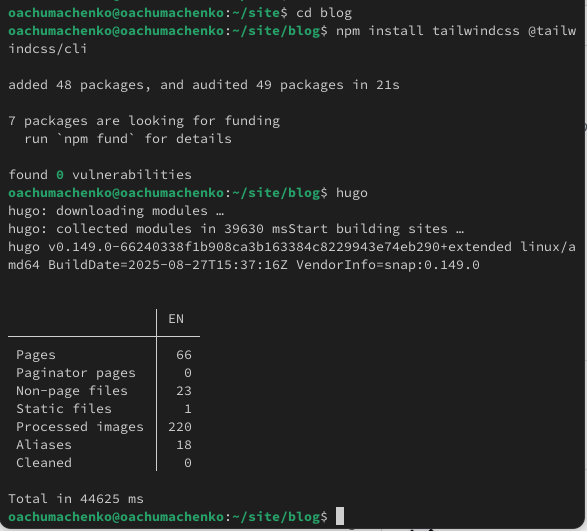 oachumachenko@oachumachenko:~/site$ cd blog
oachumachenko@oachumachenko:~/site/blog$ npm install tailwindcss @tailw
indcss/cli
added 48 packages, and audited 49 packages in 21s
7 packages are looking for funding
  run `npm fund` for details
found 0 vulnerabilities
oachumachenko@oachumachenko:~/site/blog$ hugo
hugo: downloading modules …
hugo: collected modules in 39630 msStart building sites …
hugo v0.149.0-66240338f1b908ca3b163384c8229943e74eb290+extended linux/a
md64 BuildDate=2025-08-27T15:37:16Z VendorInfo=snap:0.149.0
EN
Pages 66
Paginator pages 0
Non-page files 23
Static files 1
Processed images 220
Aliases 18
Cleaned 0
Total in 44625 ms
oachumachenko@oachumachenko:~/site/blog$